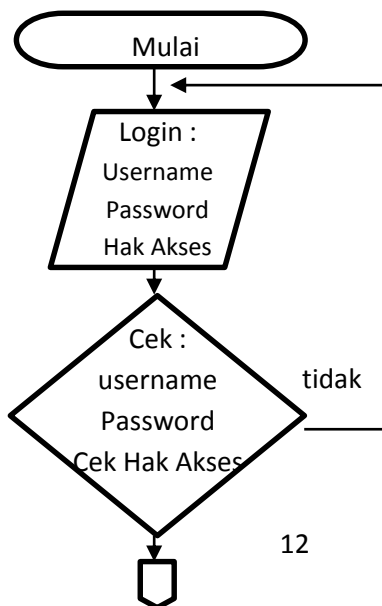 Mulai
Login :
Username
Password
Hak Akses
Cek :
username
Password
Cek Hak Akses
tidak
12